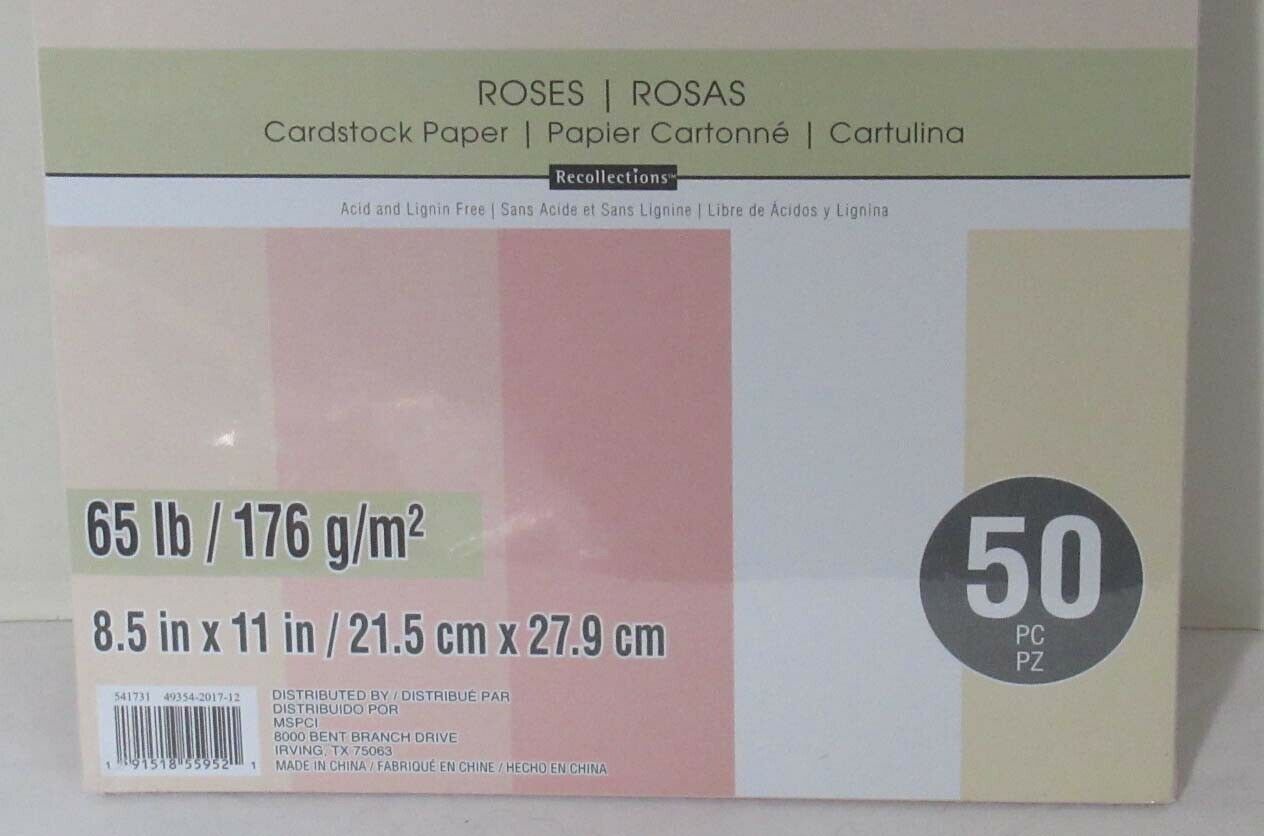 ROSES | ROSAS
Cardstock Paper | Papier Cartonné | Cartulina
Recollections™
Acid and Lignin Free | Sans Acide et Sans Lignine | Libre de Ácidos y Lignina
65 lb / 176 g/m²
8.5 in x 11 in / 21.5 cm x 27.9 cm
50
PC
PZ
541731 49354-2017-12
1 91518 55952 1
DISTRIBUTED BY / DISTRIBUÉ PAR
DISTRIBUIDO POR
MSPCI
8000 BENT BRANCH DRIVE
IRVING, TX 75063
MADE IN CHINA / FABRIQUÉ EN CHINE / HECHO EN CHINA